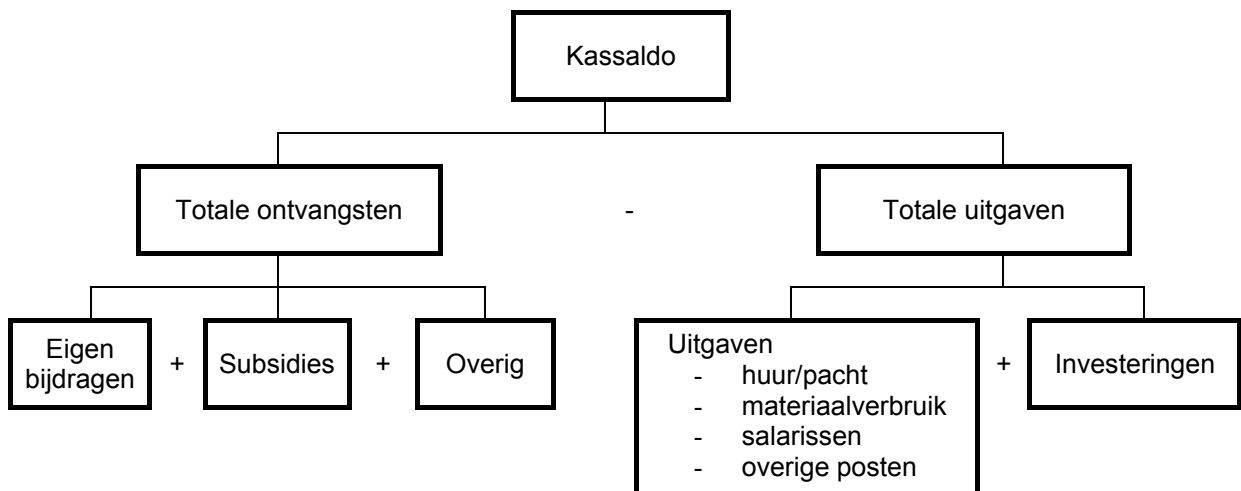 Kassaldo
Totale ontvangsten
-
Totale uitgaven
Eigen
bijdragen
+
Subsidies
+
Overig
Uitgaven
- huur/pacht
- materiaalverbruik
- salarissen
- overige posten
+
Investeringen